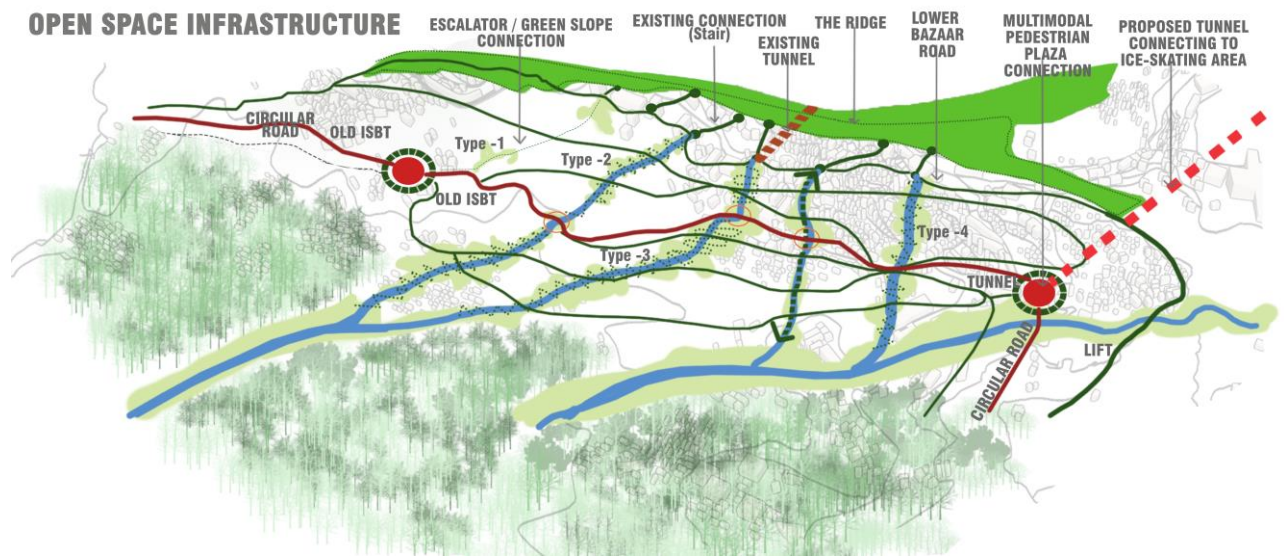 OPEN SPACE INFRASTRUCTURE
ESCALATOR / GREEN SLOPE
CONNECTION
EXISTING CONNECTION
(Stair)
EXISTING
TUNNEL
THE RIDGE
LOWER
BAZAAR
ROAD
MULTIMODAL
PEDESTRIAN
PLAZA
CONNECTION
PROPOSED TUNNEL
CONNECTING TO
ICE-SKATING AREA
CIRCULAR
ROAD
OLD ISBT
Type -1
Type -2
OLD ISBT
Type -3
Type -4
TUNNEL
LIFT
CIRCULAR ROAD